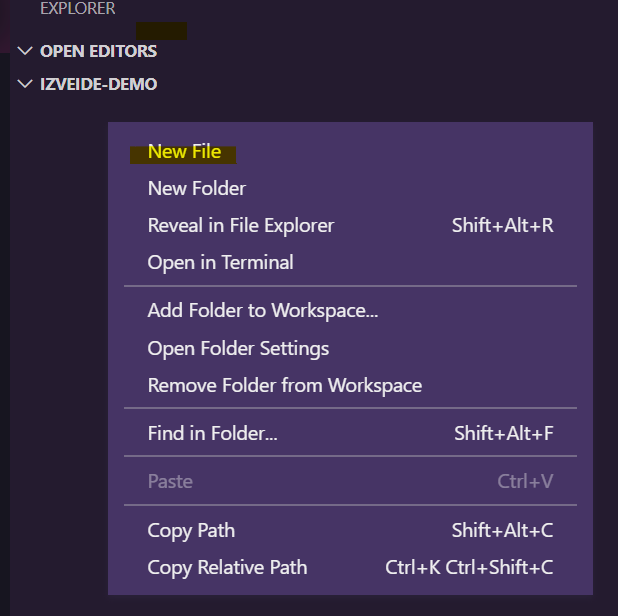 EXPLORER
OPEN EDITORS
IZVEIDE-DEMO
New File
New Folder
Reveal in File Explorer Shift+Alt+R
Open in Terminal
Add Folder to Workspace...
Open Folder Settings
Remove Folder from Workspace
Find in Folder... Shift+Alt+F
Paste Ctrl+V
Copy Path Shift+Alt+C
Copy Relative Path Ctrl+K Ctrl+Shift+C